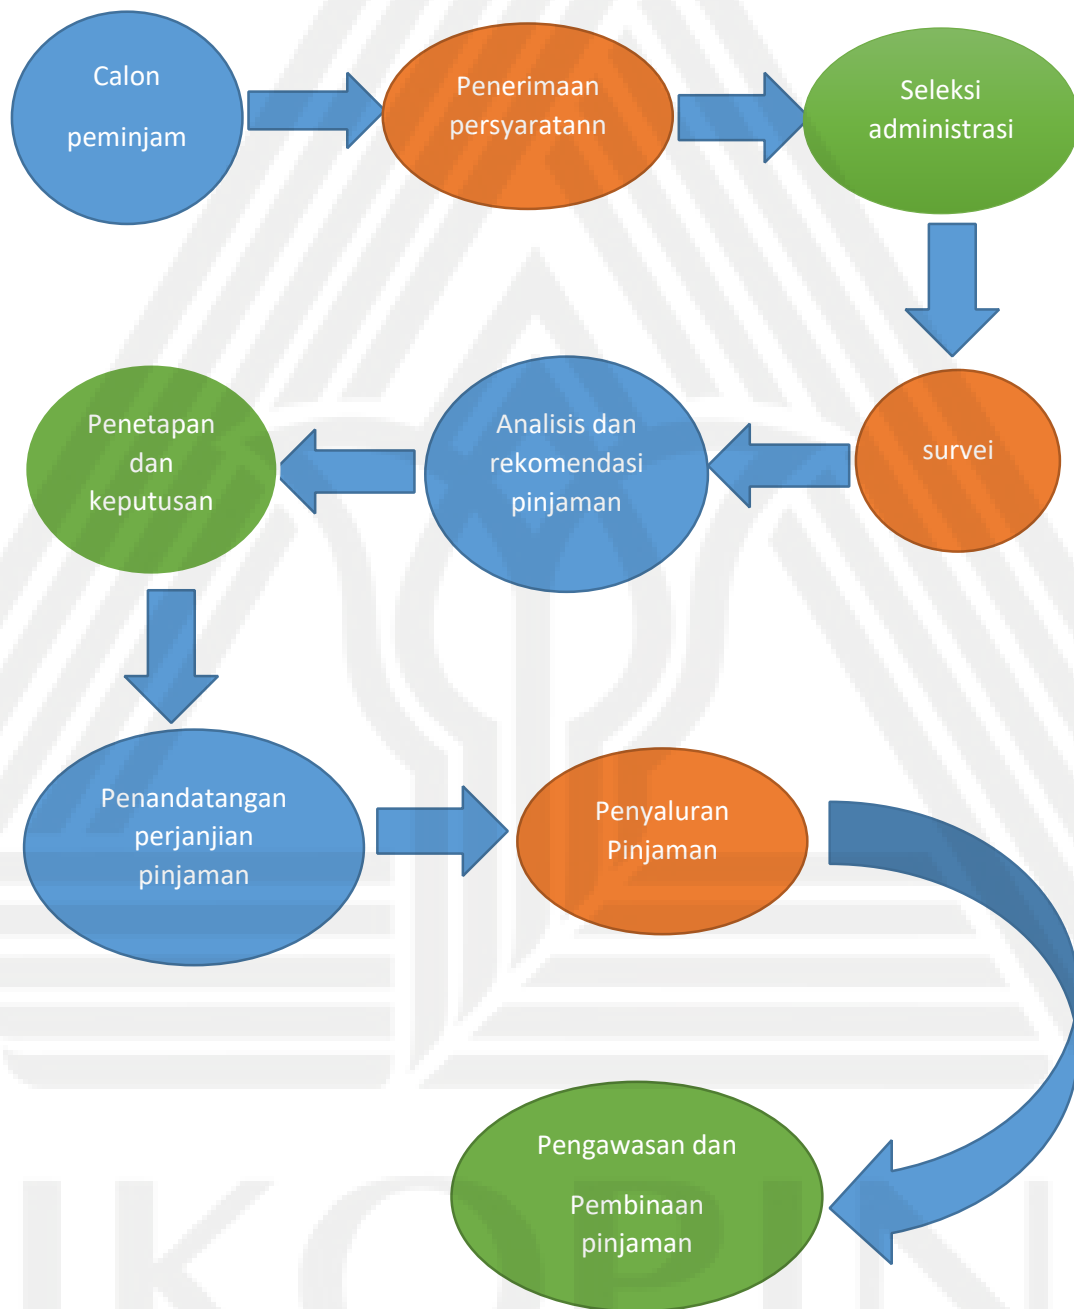 Calon
peminjam
Penerimaan
persyaratann
Seleksi
administrasi
survei
Analisis dan
rekomendasi
pinjaman
Penetapan
dan
keputusan
Penandatangan
perjanjian
pinjaman
Penyaluran
Pinjaman
Pengawasan dan
Pembinaan
pinjaman
IKOPIN